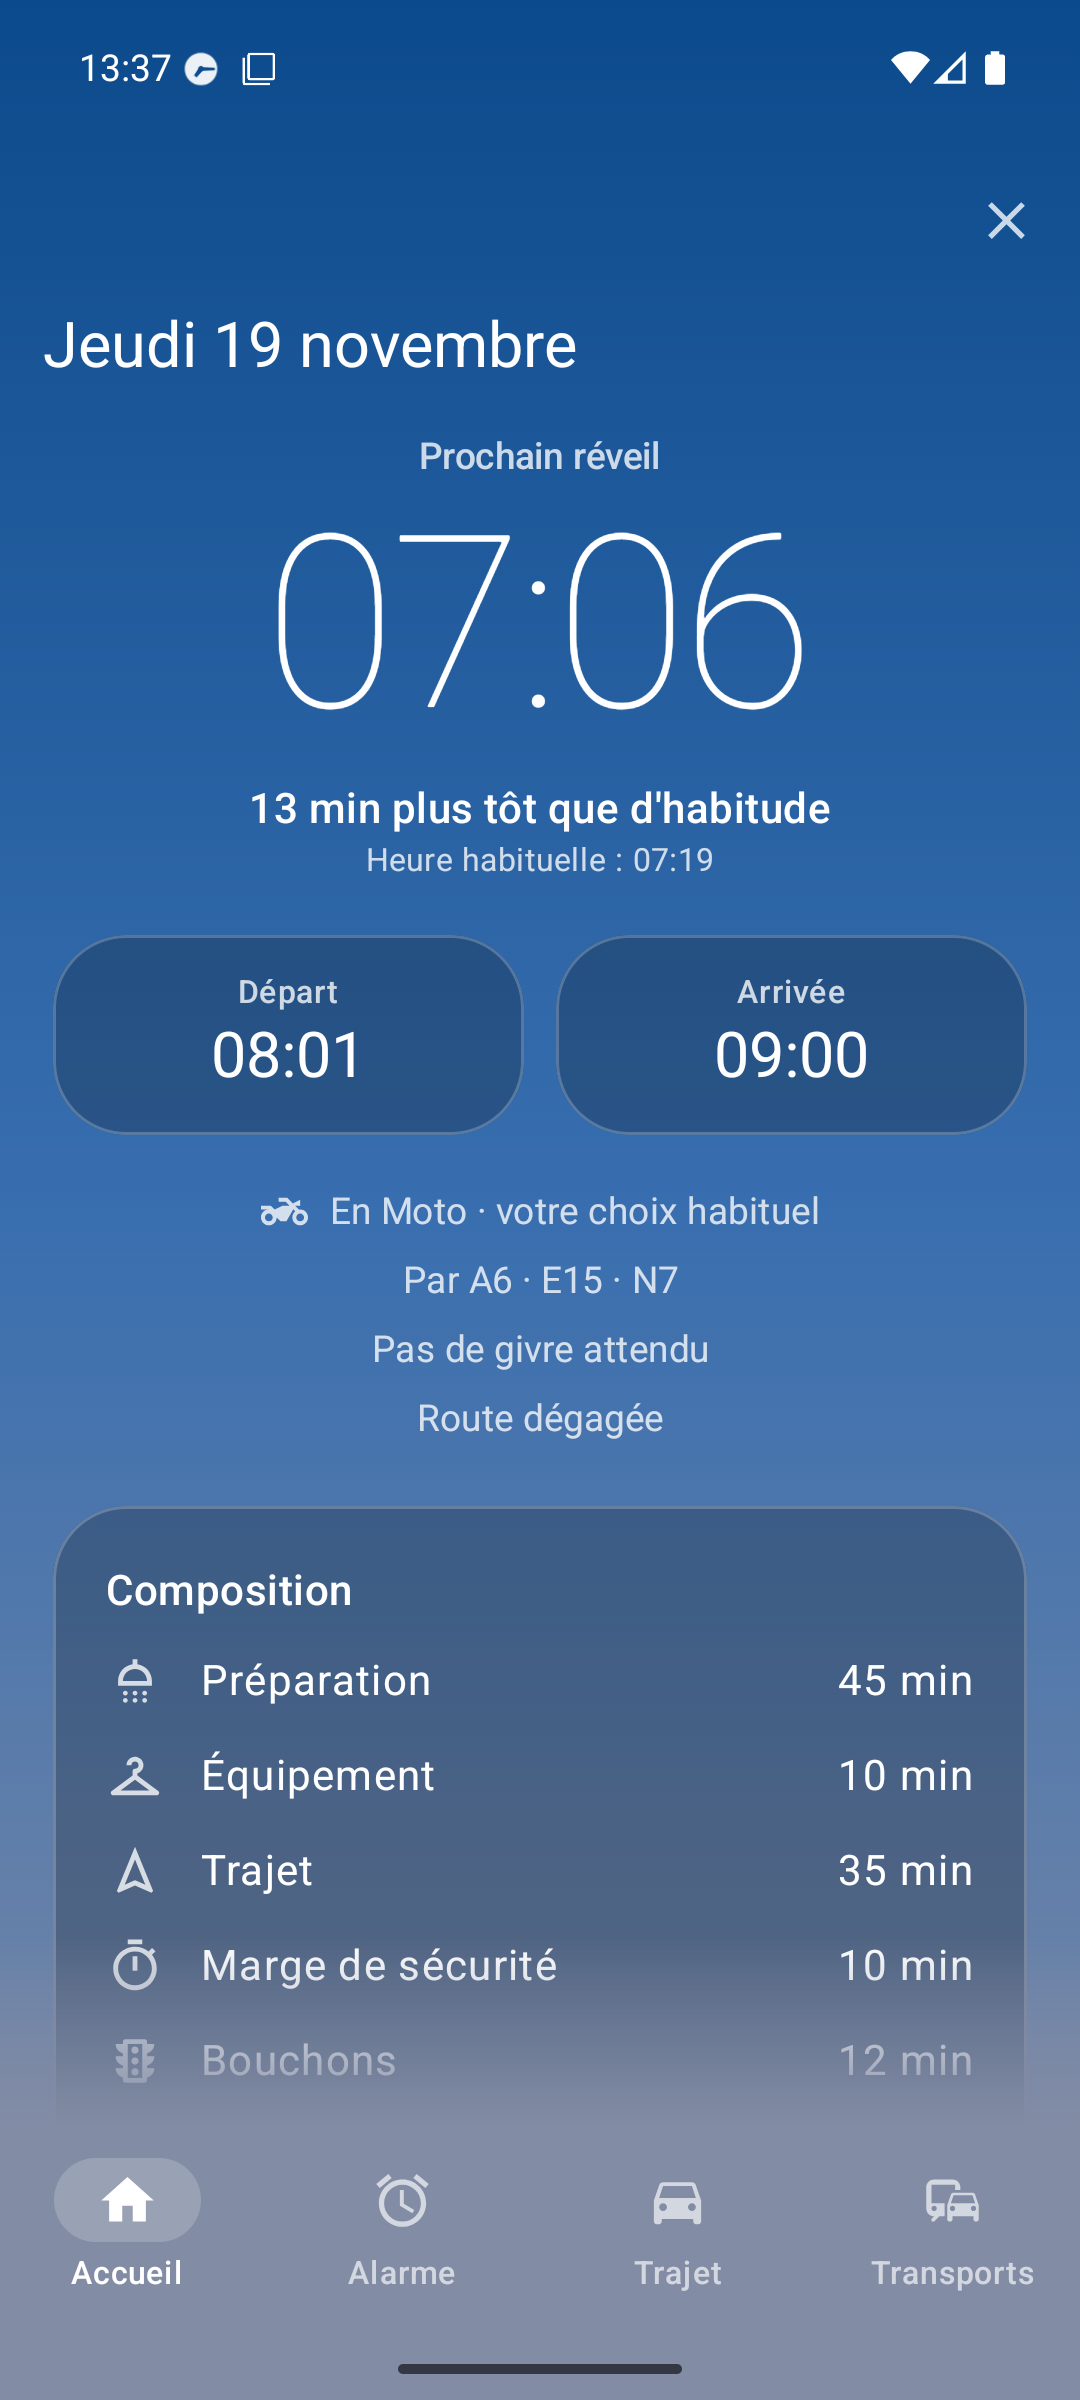 13:37
Jeudi 19 novembre
Prochain réveil
07:06
13 min plus tôt que d'habitude
Heure habituelle : 07:19
Départ
08:01
Arrivée
09:00
En Moto · votre choix habituel
Par A6 · E15 · N7
Pas de givre attendu
Route dégagée
Composition
Préparation 45 min
Équipement 10 min
Trajet 35 min
Marge de sécurité 10 min
Bouchons 12 min
Accueil Alarme Trajet Transports